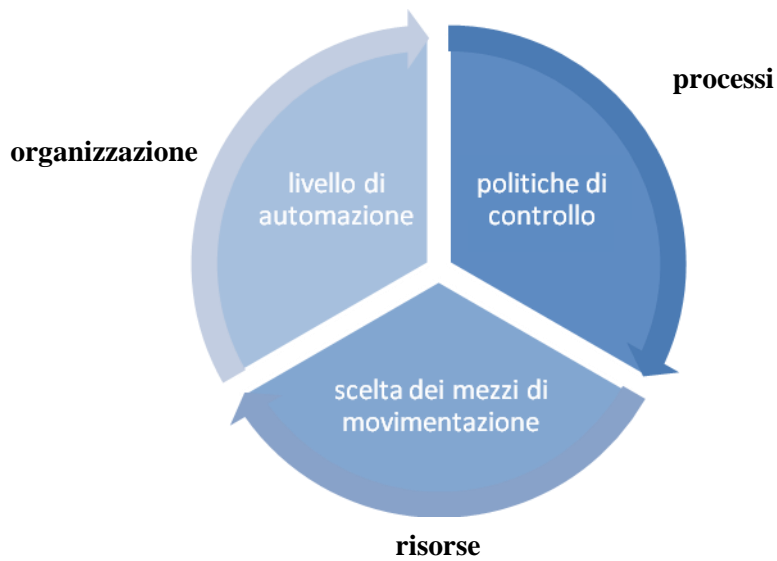 processi
organizzazione
livello di
automazione
politiche di
controllo
scelta dei mezzi di
movimentazione
risorse